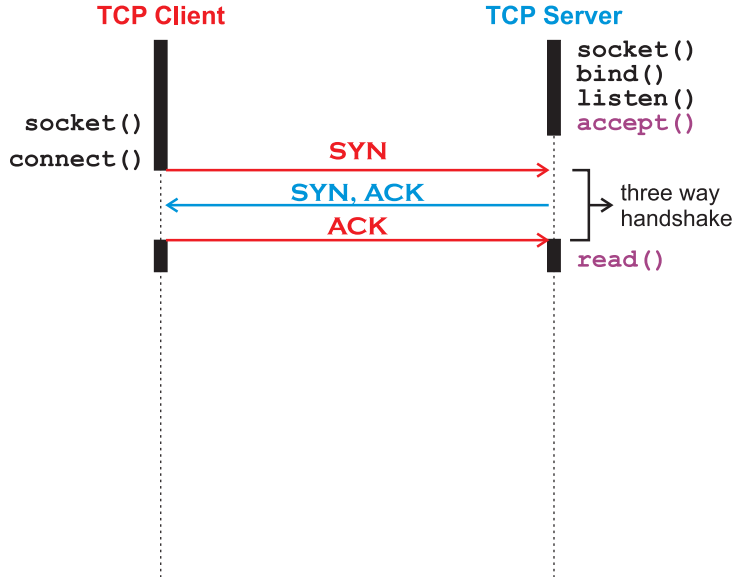 TCP Client
TCP Server
socket()
bind()
listen()
socket()
accept()
connect()
SYN
SYN, ACK
three way
handshake
ACK
read()